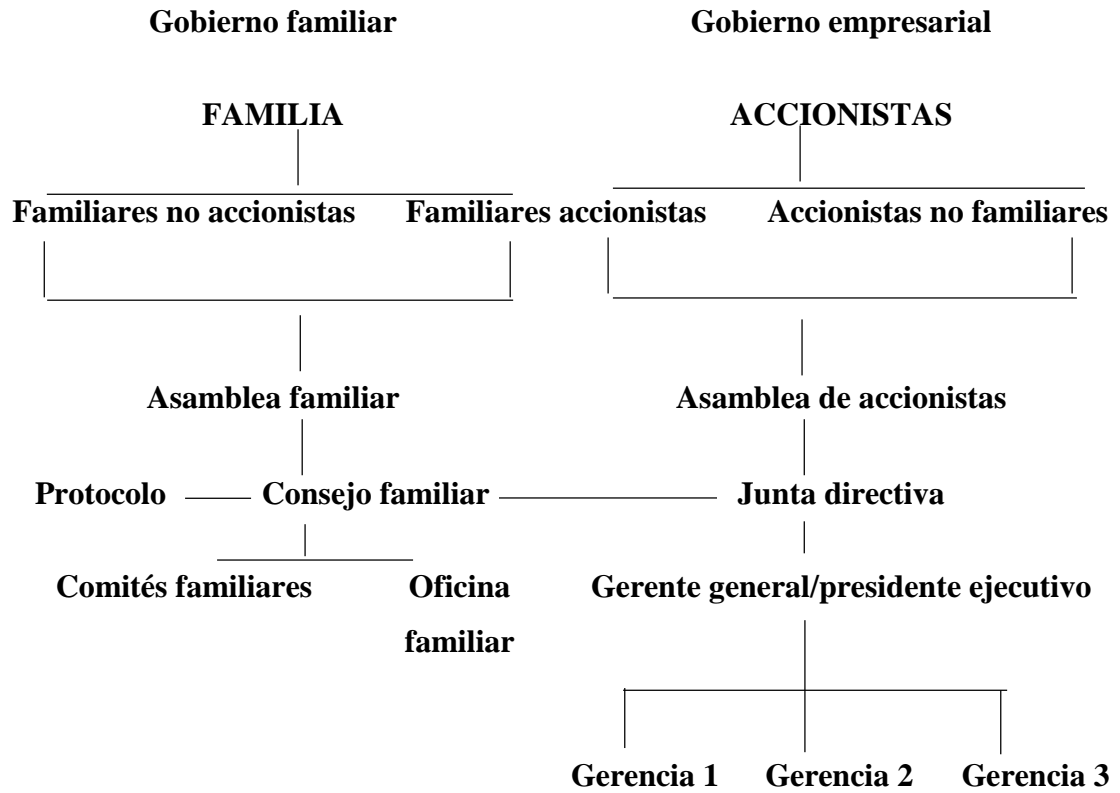 Gobierno familiar Gobierno empresarial
FAMILIA ACCIONISTAS
Familiares no accionistas Familiares accionistas Accionistas no familiares
Asamblea familiar Asamblea de accionistas
Protocolo Consejo familiar Junta directiva
Comités familiares Oficina Gerente general/presidente ejecutivo
familiar
Gerencia 1 Gerencia 2 Gerencia 3